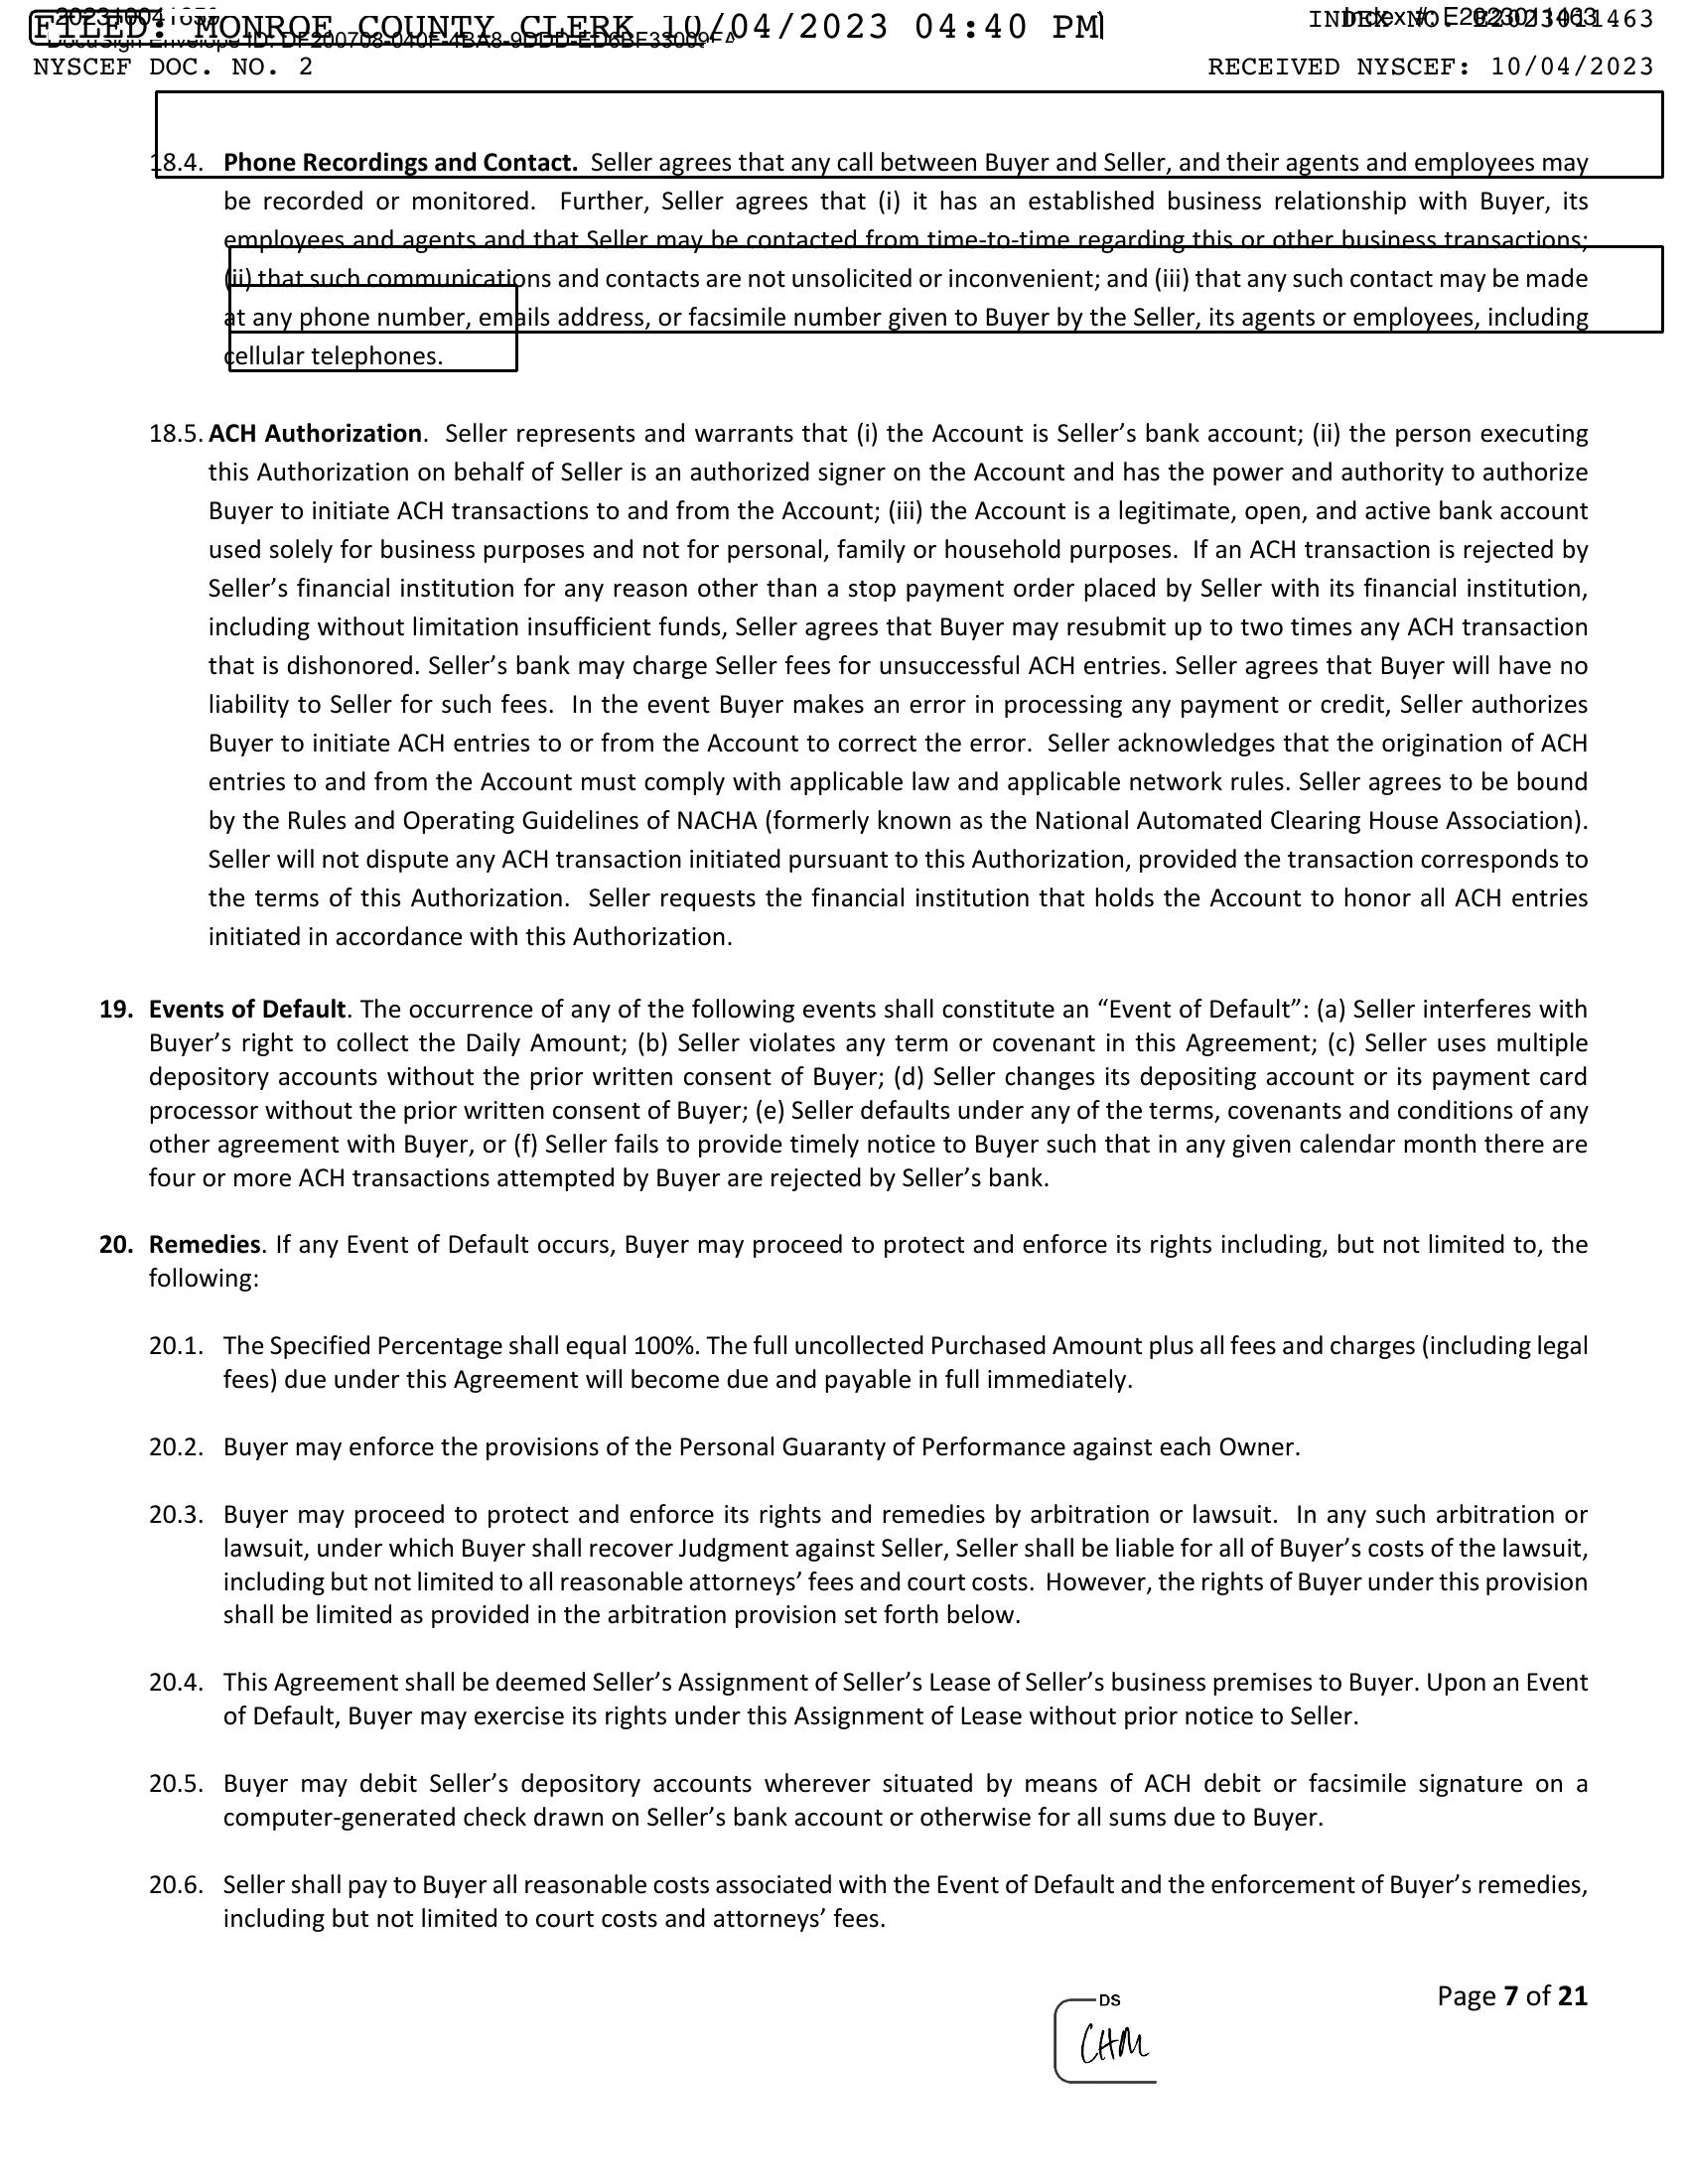 FILED: MONROE COUNTY CLERK 10/04/2023 04:40 PM
INDEX NO. E2023011463
Index #: E2023011463
NYSCEF DOC. NO. 2
RECEIVED NYSCEF: 10/04/2023
18.4. Phone Recordings and Contact. Seller agrees that any call between Buyer and Seller, and their agents and employees may
be recorded or monitored. Further, Seller agrees that (i) it has an established business relationship with Buyer, its
employees and agents and that Seller may be contacted from time-to-time regarding this or other business transactions;
(ii) that such communications and contacts are not unsolicited or inconvenient; and (iii) that any such contact may be made
at any phone number, emails address, or facsimile number given to Buyer by the Seller, its agents or employees, including
cellular telephones.
18.5. ACH Authorization. Seller represents and warrants that (i) the Account is Seller’s bank account; (ii) the person executing
this Authorization on behalf of Seller is an authorized signer on the Account and has the power and authority to authorize
Buyer to initiate ACH transactions to and from the Account; (iii) the Account is a legitimate, open, and active bank account
used solely for business purposes and not for personal, family or household purposes. If an ACH transaction is rejected by
Seller’s financial institution for any reason other than a stop payment order placed by Seller with its financial institution,
including without limitation insufficient funds, Seller agrees that Buyer may resubmit up to two times any ACH transaction
that is dishonored. Seller’s bank may charge Seller fees for unsuccessful ACH entries. Seller agrees that Buyer will have no
liability to Seller for such fees. In the event Buyer makes an error in processing any payment or credit, Seller authorizes
Buyer to initiate ACH entries to or from the Account to correct the error. Seller acknowledges that the origination of ACH
entries to and from the Account must comply with applicable law and applicable network rules. Seller agrees to be bound
by the Rules and Operating Guidelines of NACHA (formerly known as the National Automated Clearing House Association).
Seller will not dispute any ACH transaction initiated pursuant to this Authorization, provided the transaction corresponds to
the terms of this Authorization. Seller requests the financial institution that holds the Account to honor all ACH entries
initiated in accordance with this Authorization.
19. Events of Default. The occurrence of any of the following events shall constitute an “Event of Default”: (a) Seller interferes with
Buyer’s right to collect the Daily Amount; (b) Seller violates any term or covenant in this Agreement; (c) Seller uses multiple
depository accounts without the prior written consent of Buyer; (d) Seller changes its depositing account or its payment card
processor without the prior written consent of Buyer; (e) Seller defaults under any of the terms, covenants and conditions of any
other agreement with Buyer, or (f) Seller fails to provide timely notice to Buyer such that in any given calendar month there are
four or more ACH transactions attempted by Buyer are rejected by Seller’s bank.
20. Remedies. If any Event of Default occurs, Buyer may proceed to protect and enforce its rights including, but not limited to, the
following:
20.1. The Specified Percentage shall equal 100%. The full uncollected Purchased Amount plus all fees and charges (including legal
fees) due under this Agreement will become due and payable in full immediately.
20.2. Buyer may enforce the provisions of the Personal Guaranty of Performance against each Owner.
20.3. Buyer may proceed to protect and enforce its rights and remedies by arbitration or lawsuit. In any such arbitration or
lawsuit, under which Buyer shall recover Judgment against Seller, Seller shall be liable for all of Buyer’s costs of the lawsuit,
including but not limited to all reasonable attorneys’ fees and court costs. However, the rights of Buyer under this provision
shall be limited as provided in the arbitration provision set forth below.
20.4. This Agreement shall be deemed Seller’s Assignment of Seller’s Lease of Seller’s business premises to Buyer. Upon an Event
of Default, Buyer may exercise its rights under this Assignment of Lease without prior notice to Seller.
20.5. Buyer may debit Seller’s depository accounts wherever situated by means of ACH debit or facsimile signature on a
computer-generated check drawn on Seller’s bank account or otherwise for all sums due to Buyer.
20.6. Seller shall pay to Buyer all reasonable costs associated with the Event of Default and the enforcement of Buyer’s remedies,
including but not limited to court costs and attorneys’ fees.
Page 7 of 21
DS
CHM